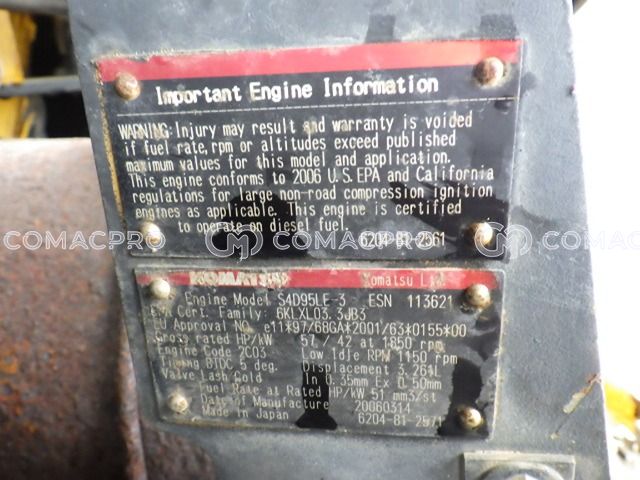 Important Engine Information
WARNING: Injury may result and warranty is voided
if fuel rate, rpm or altitudes exceed published
maximum values for this model and application.
This engine conforms to 2006 U.S.EPA and California
regulations for large non-road compression ignition
engines as applicable. This engine is certified
to operate on diesel fuel.
6204-81-2561
COMACPRO COMACPRO COMACPRO
KOMATSU Komatsu Ltd.
Engine Model S4D95LE-3 ESN 113621
EPA Cert. Family: 6KLXL03.3JB3
EU Approval NO. e11*97/68GA*2001/63*0155*00
Gross rated HP/kW 57 / 42 at 1850 rpm
Engine Code 2C03 Low Idle RPM 1150 rpm
Timing BTDC 5 deg. Displacement 3.261L
Valve Lash Cold In 0.35mm Ex 0.50mm
Fuel Rate at Rated HP/kW 51 mm3/st
Date of Manufacture 20060314
Made in Japan 6204-81-2971